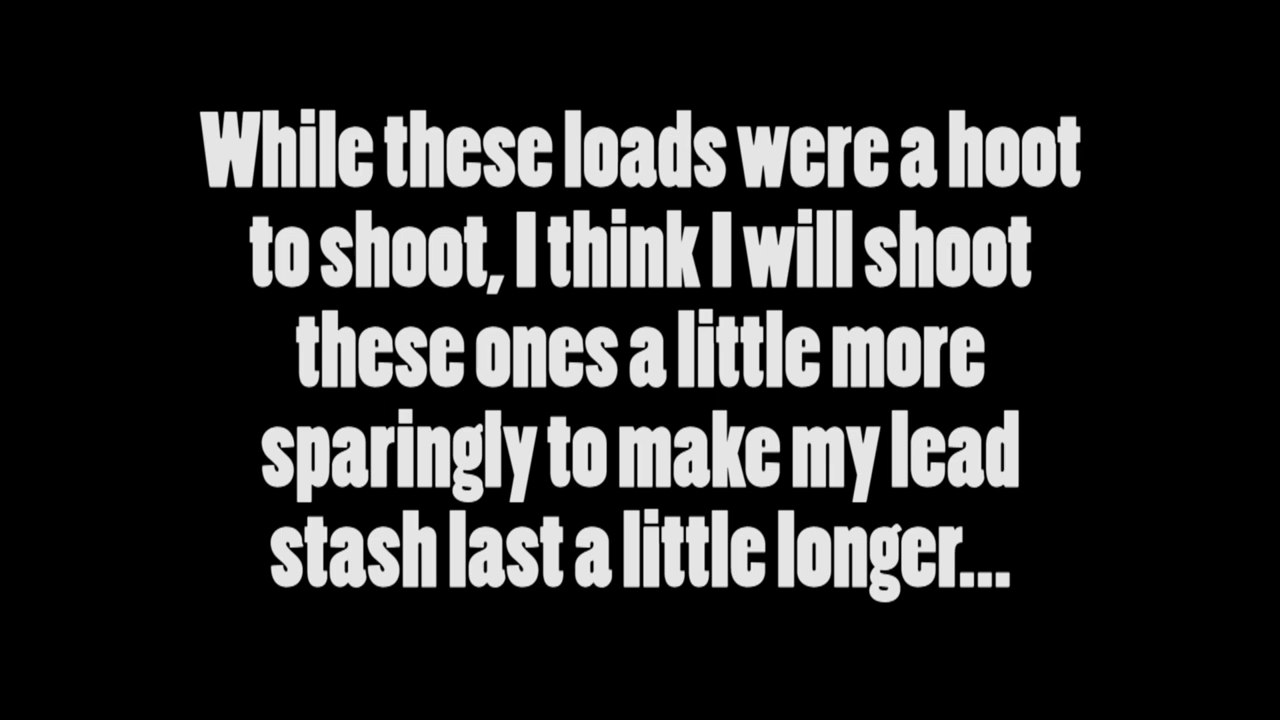 While these loads were a hoot
to shoot, I think I will shoot
these ones a little more
sparingly to make my lead
stash last a little longer...